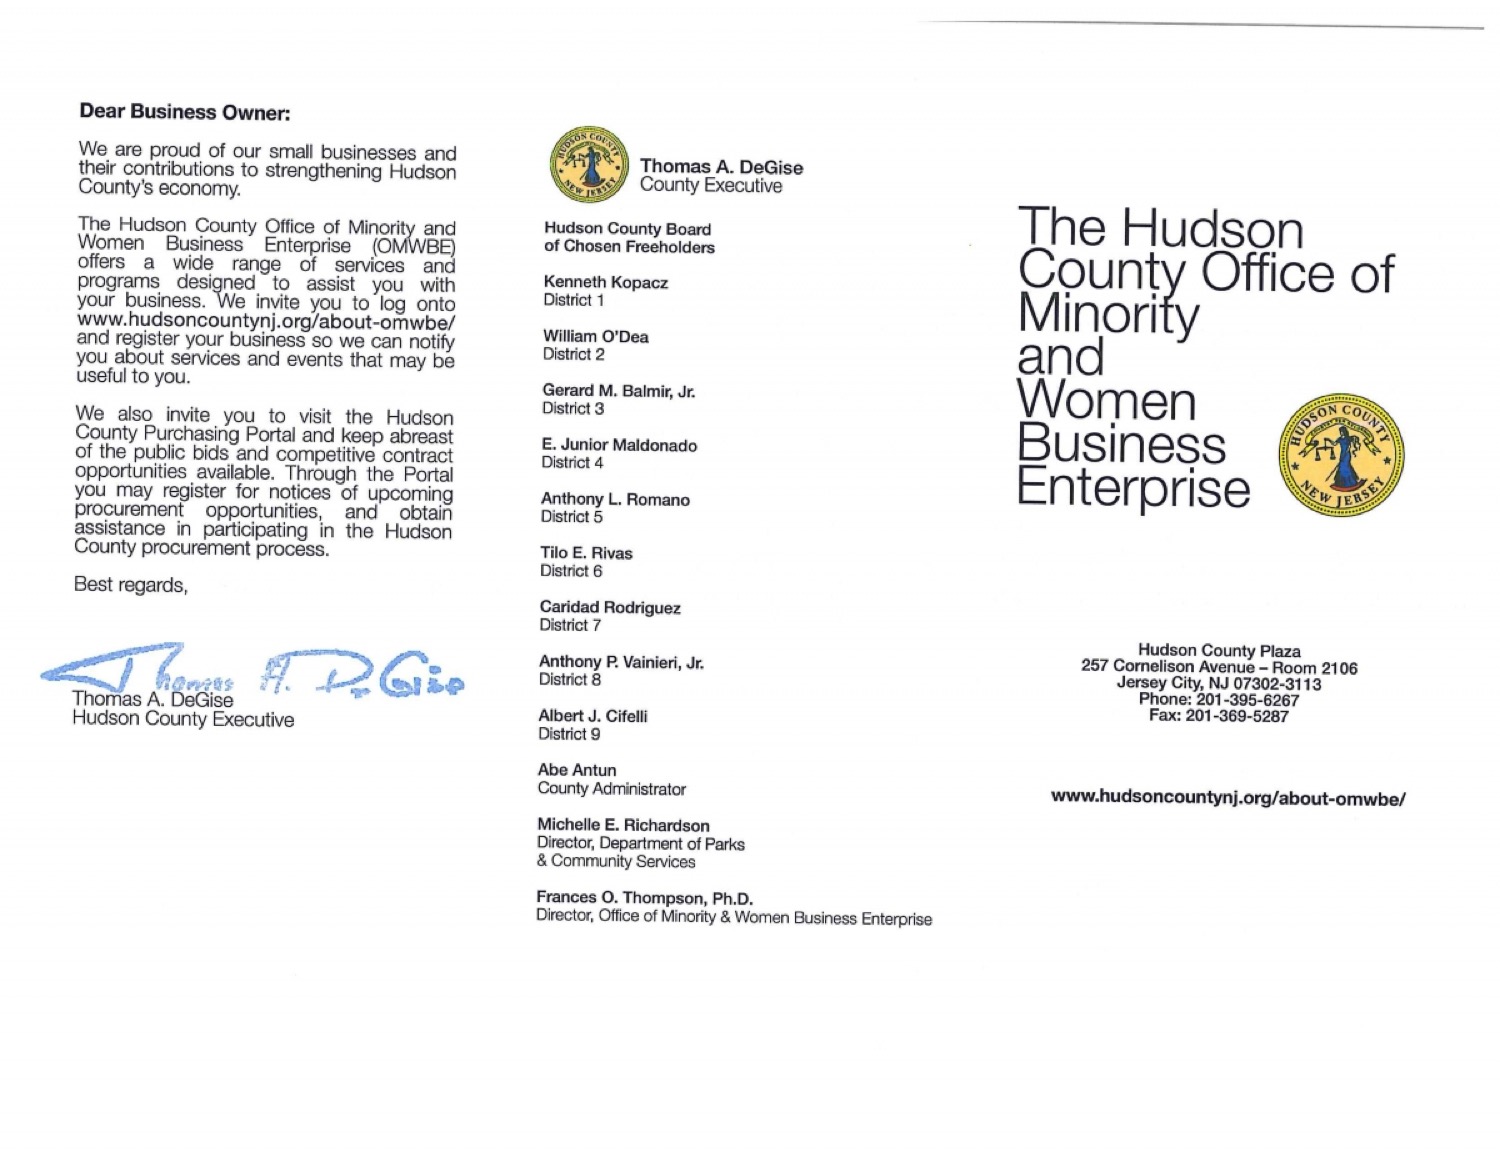 Dear Business Owner:
We are proud of our small businesses and
their contributions to strengthening Hudson
County's economy.
The Hudson County Office of Minority and
Women Business Enterprise (OMWBE)
offers a wide range of services and
programs designed to assist you with
your business. We invite you to log onto
www.hudsoncountynj.org/about-omwbe/
and register your business so we can notify
you about services and events that may be
useful to you.
We also invite you to visit the Hudson
County Purchasing Portal and keep abreast
of the public bids and competitive contract
opportunities available. Through the Portal
you may register for notices of upcoming
procurement opportunities, and obtain
assistance in participating in the Hudson
County procurement process.
Best regards,
Thomas A. DeGise
Thomas A. DeGise
Hudson County Executive
HUDSON COUNTY
NEW JERSEY
Thomas A. DeGise
County Executive
Hudson County Board
of Chosen Freeholders
Kenneth Kopacz
District 1
William O'Dea
District 2
Gerard M. Balmir, Jr.
District 3
E. Junior Maldonado
District 4
Anthony L. Romano
District 5
Tilo E. Rivas
District 6
Caridad Rodriguez
District 7
Anthony P. Vainieri, Jr.
District 8
Albert J. Cifelli
District 9
Abe Antun
County Administrator
Michelle E. Richardson
Director, Department of Parks
& Community Services
Frances O. Thompson, Ph.D.
Director, Office of Minority & Women Business Enterprise
The Hudson
County Office of
Minority
and
Women
Business
Enterprise
HUDSON COUNTY
NEW JERSEY
Hudson County Plaza
257 Cornelison Avenue – Room 2106
Jersey City, NJ 07302-3113
Phone: 201-395-6267
Fax: 201-369-5287
www.hudsoncountynj.org/about-omwbe/